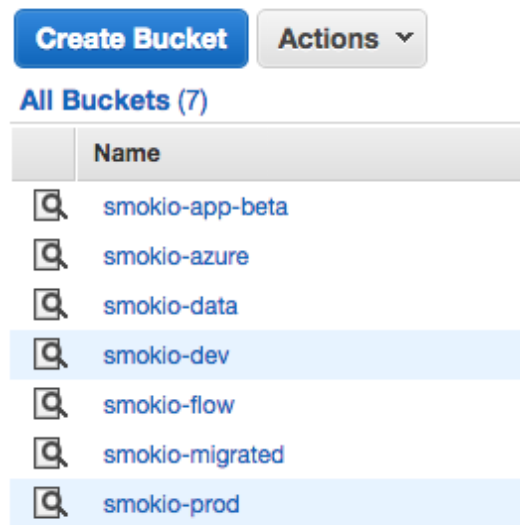 Create Bucket Actions
All Buckets (7)
Name
smokio-app-beta
smokio-azure
smokio-data
smokio-dev
smokio-flow
smokio-migrated
smokio-prod